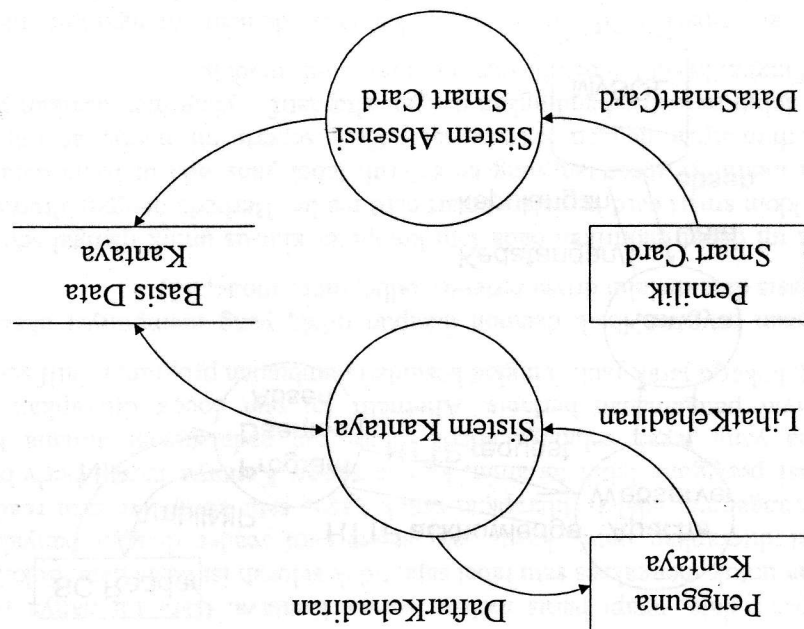 Pengguna
Kantaya
DaftarKehadiran
LihatKehadiran
Sistem Kantaya
Basis Data
Kantaya
Pemilik
Smart Card
DataSmartCard
Sistem Absensi
Smart Card